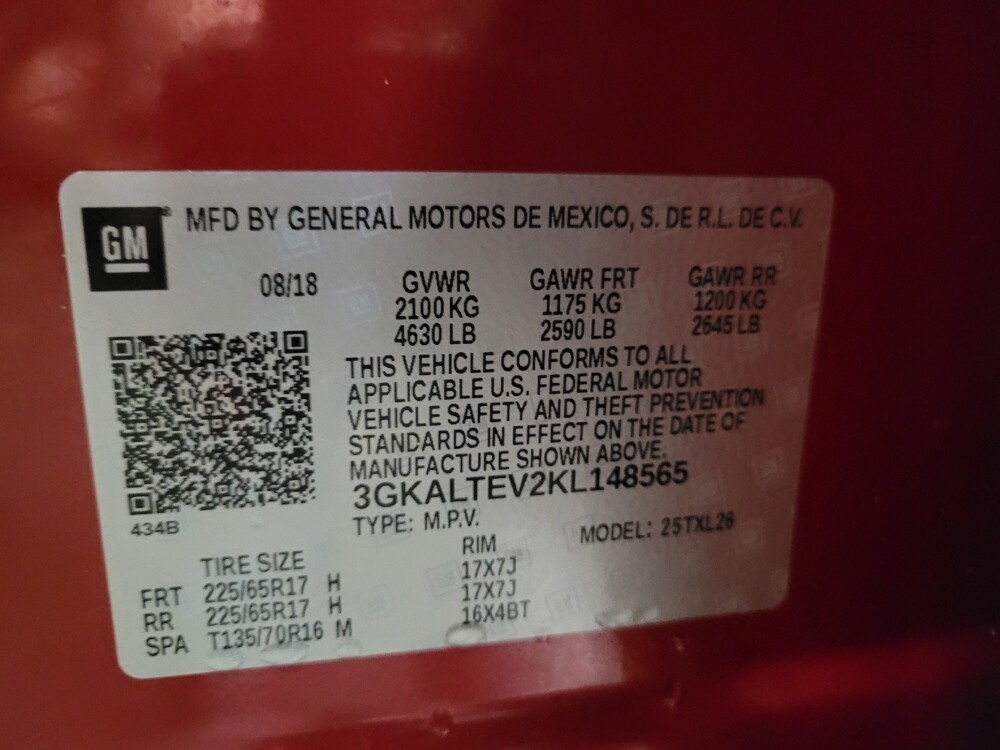 GM
MFD BY GENERAL MOTORS DE MEXICO, S. DE R.L. DE C.V.
08/18 GVWR GAWR FRT GAWR RR
2100 KG 1175 KG 1200 KG
4630 LB 2590 LB 2645 LB
THIS VEHICLE CONFORMS TO ALL
APPLICABLE U.S. FEDERAL MOTOR
VEHICLE SAFETY AND THEFT PREVENTION
STANDARDS IN EFFECT ON THE DATE OF
MANUFACTURE SHOWN ABOVE.
3GKALTEV2KL148565
434B
TYPE: M.P.V. MODEL: 25TXL26
TIRE SIZE RIM
FRT 225/65R17 H 17X7J
RR 225/65R17 H 17X7J
SPA T135/70R16 M 16X4BT